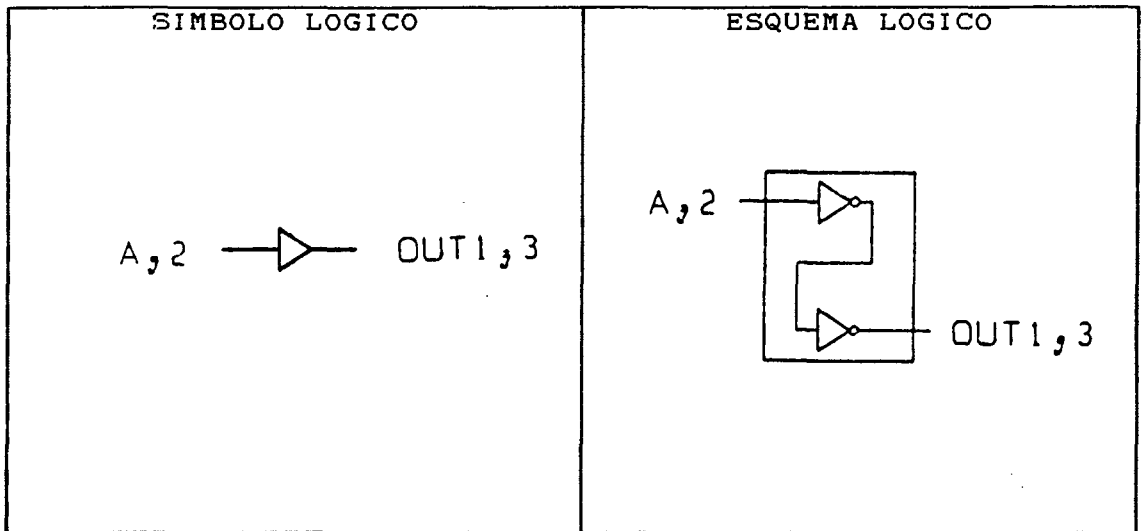 SIMBOLO LOGICO
ESQUEMA LOGICO
A,2
OUT1,3
A,2
OUT1,3